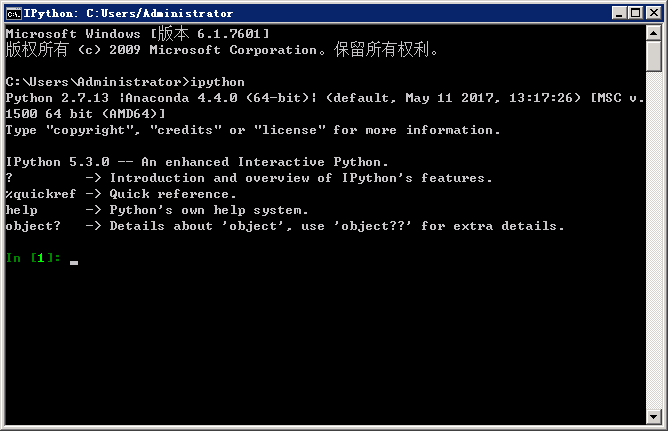 IPython: C:Users/Administrator
Microsoft Windows [版本 6.1.7601]
版权所有 (c) 2009 Microsoft Corporation。保留所有权利。
C:\Users\Administrator>ipython
Python 2.7.13 |Anaconda 4.4.0 (64-bit)| (default, May 11 2017, 13:17:26) [MSC v.
1500 64 bit (AMD64)]
Type "copyright", "credits" or "license" for more information.
IPython 5.3.0 -- An enhanced Interactive Python.
?         -> Introduction and overview of IPython's features.
%quickref -> Quick reference.
help      -> Python's own help system.
object?   -> Details about 'object', use 'object??' for extra details.
In [1]: